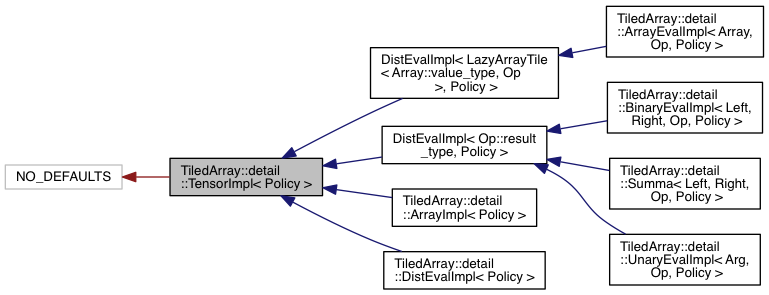 NO_DEFAULTS
TiledArray::detail
::TensorImpl< Policy >
DistEvalImpl< LazyArrayTile
< Array::value_type, Op
>, Policy >
DistEvalImpl< Op::result
_type, Policy >
TiledArray::detail
::ArrayImpl< Policy >
TiledArray::detail
::DistEvalImpl< Policy >
TiledArray::detail
::ArrayEvalImpl< Array,
Op, Policy >
TiledArray::detail
::BinaryEvalImpl< Left,
Right, Op, Policy >
TiledArray::detail
::Summa< Left, Right,
Op, Policy >
TiledArray::detail
::UnaryEvalImpl< Arg,
Op, Policy >